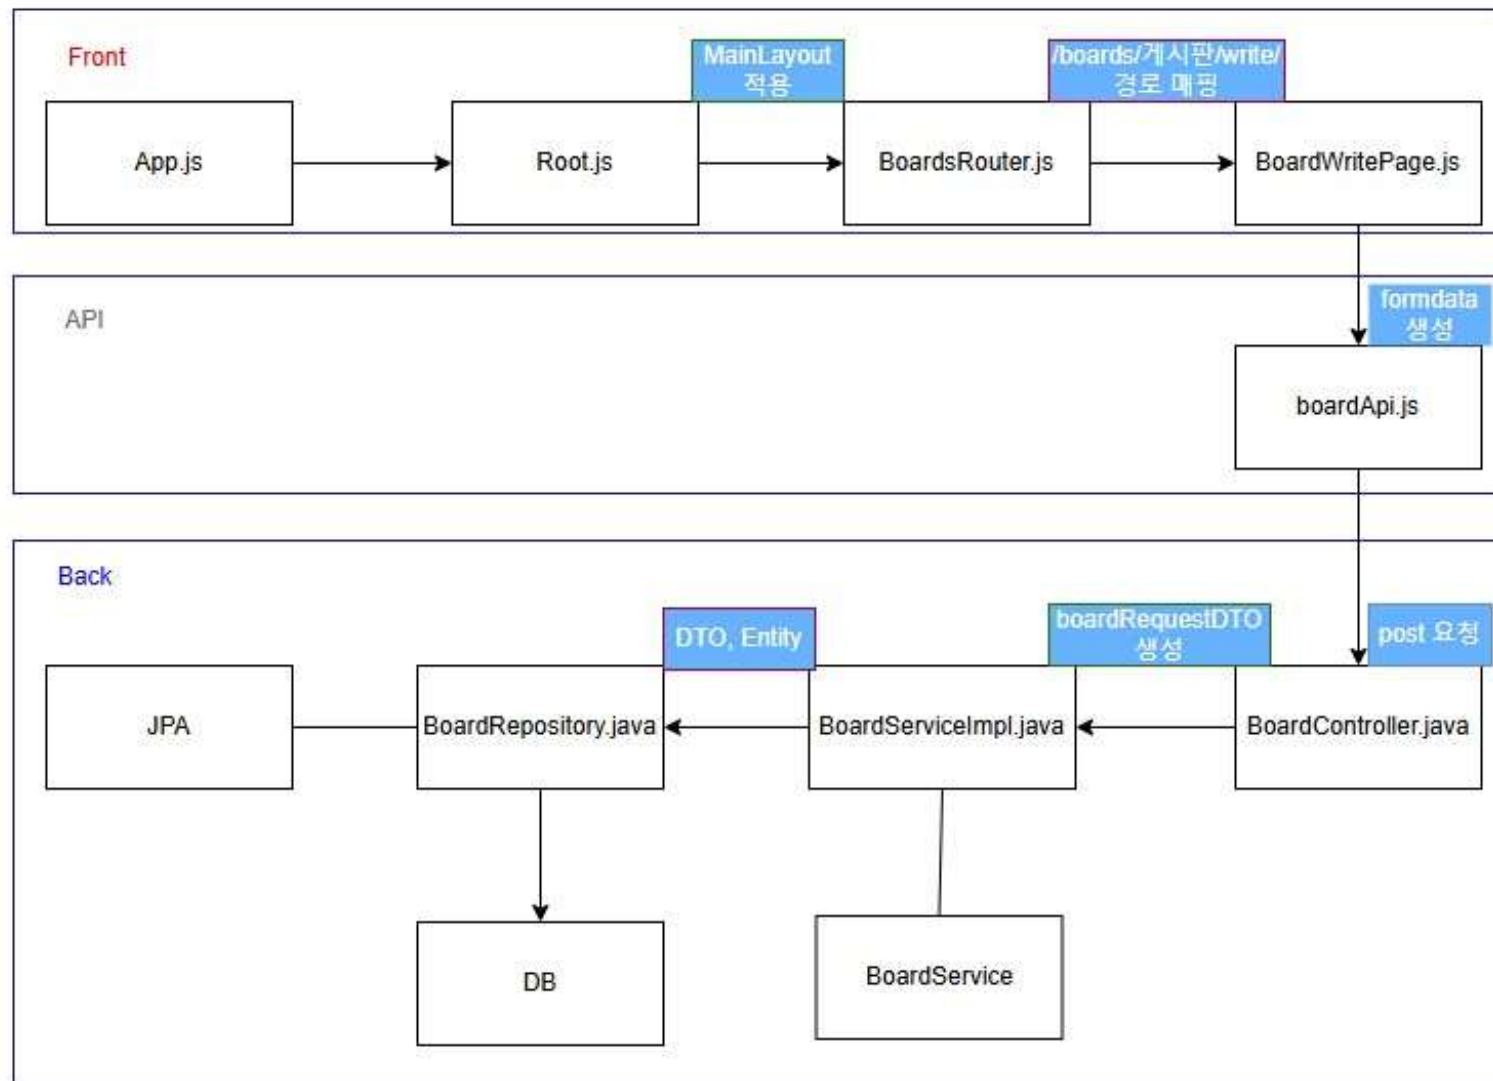 Front
MainLayout
적용
/boards/게시판/write/
경로 매핑
App.js
Root.js
BoardsRouter.js
BoardWritePage.js
API
formdata
생성
boardApi.js
Back
DTO, Entity
boardRequestDTO
생성
post 요청
JPA
BoardRepository.java
BoardServiceImpl.java
BoardController.java
DB
BoardService